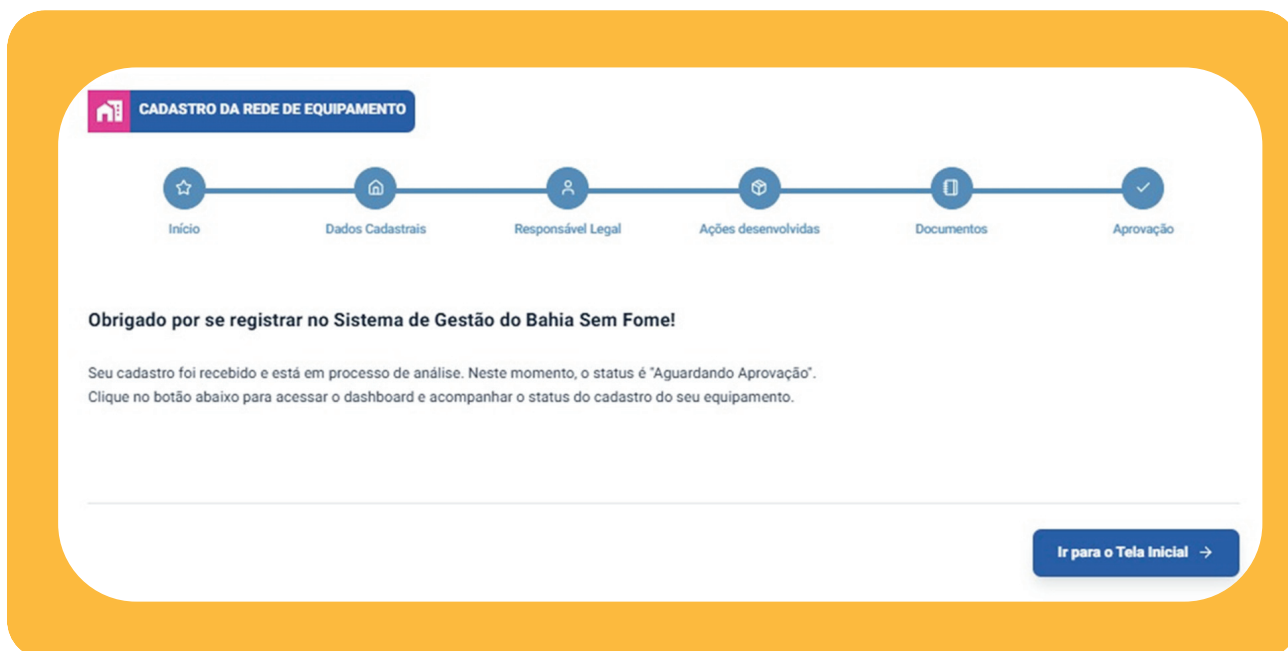 CADASTRO DA REDE DE EQUIPAMENTO
Início
Dados Cadastrais
Responsável Legal
Ações desenvolvidas
Documentos
Aprovação
Obrigado por se registrar no Sistema de Gestão do Bahia Sem Fome!
Seu cadastro foi recebido e está em processo de análise. Neste momento, o status é "Aguardando Aprovação".
Clique no botão abaixo para acessar o dashboard e acompanhar o status do cadastro do seu equipamento.
Ir para o Tela Inicial →